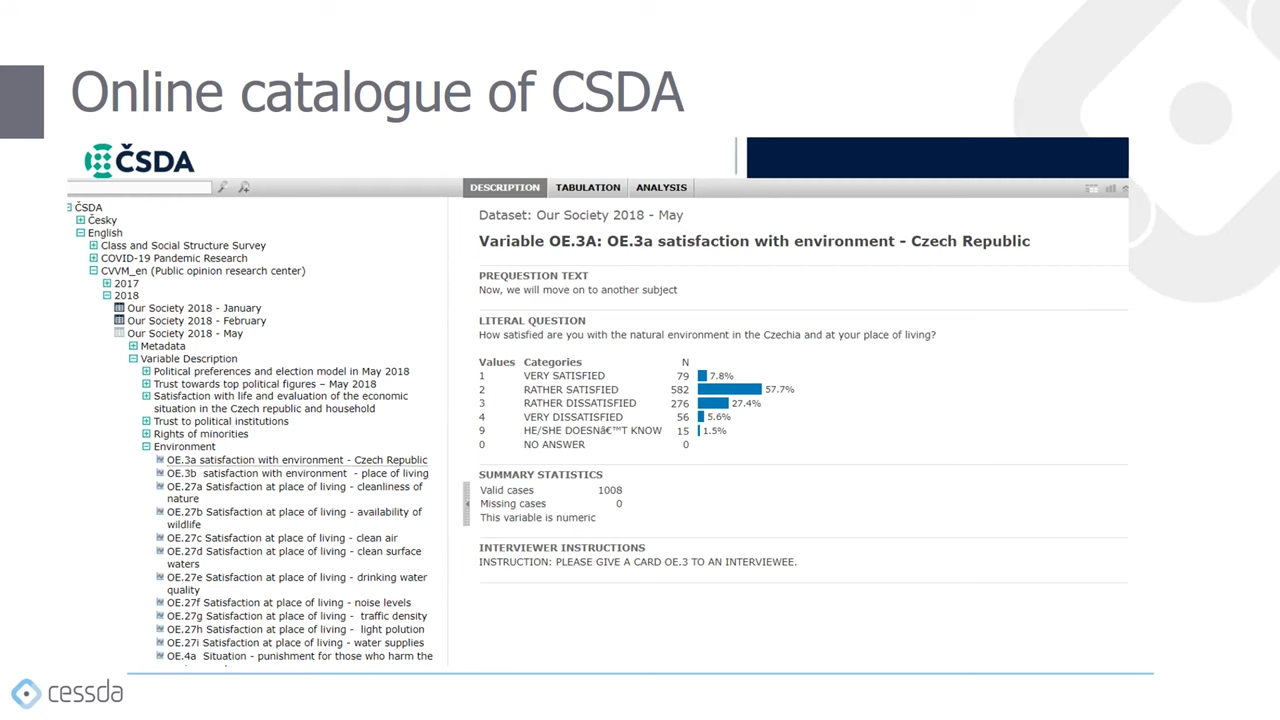 Online catalogue of CSDA
ČSDA
DESCRIPTION TABULATION ANALYSIS
ČSDA
Česky
English
Class and Social Structure Survey
COVID-19 Pandemic Research
CVVM_en (Public opinion research center)
2017
2018
Our Society 2018 - January
Our Society 2018 - February
Our Society 2018 - May
Metadata
Variable Description
Political preferences and election model in May 2018
Trust towards top political figures – May 2018
Satisfaction with life and evaluation of the economic
situation in the Czech republic and household
Trust to political institutions
Rights of minorities
Environment
OE.3a satisfaction with environment - Czech Republic
OE.3b satisfaction with environment - place of living
OE.27a Satisfaction at place of living - cleanliness of
nature
OE.27b Satisfaction at place of living - availability of
wildlife
OE.27c Satisfaction at place of living - clean air
OE.27d Satisfaction at place of living - clean surface
waters
OE.27e Satisfaction at place of living - drinking water
quality
OE.27f Satisfaction at place of living - noise levels
OE.27g Satisfaction at place of living - traffic density
OE.27h Satisfaction at place of living - light polution
OE.27i Satisfaction at place of living - water supplies
OE.4a Situation - punishment for those who harm the
Dataset: Our Society 2018 - May
Variable OE.3A: OE.3a satisfaction with environment - Czech Republic
PREQUESTION TEXT
Now, we will move on to another subject
LITERAL QUESTION
How satisfied are you with the natural environment in the Czechia and at your place of living?
Values Categories N
1 VERY SATISFIED 79 7.8%
2 RATHER SATISFIED 582 57.7%
3 RATHER DISSATISFIED 276 27.4%
4 VERY DISSATISFIED 56 5.6%
9 HE/SHE DOESNâ€™T KNOW 15 1.5%
0 NO ANSWER 0
SUMMARY STATISTICS
Valid cases 1008
Missing cases 0
This variable is numeric
INTERVIEWER INSTRUCTIONS
INSTRUCTION: PLEASE GIVE A CARD OE.3 TO AN INTERVIEWEE.
cessda